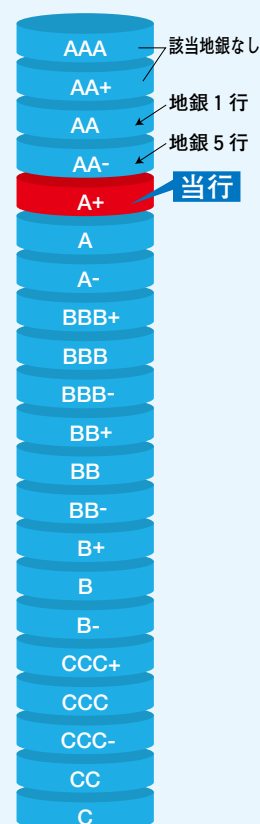 AAA 該当地銀なし
AA+
AA 地銀1行
AA- 地銀5行
A+ 当行
A
A-
BBB+
BBB
BBB-
BB+
BB
BB-
B+
B
B-
CCC+
CCC
CCC-
CC
C